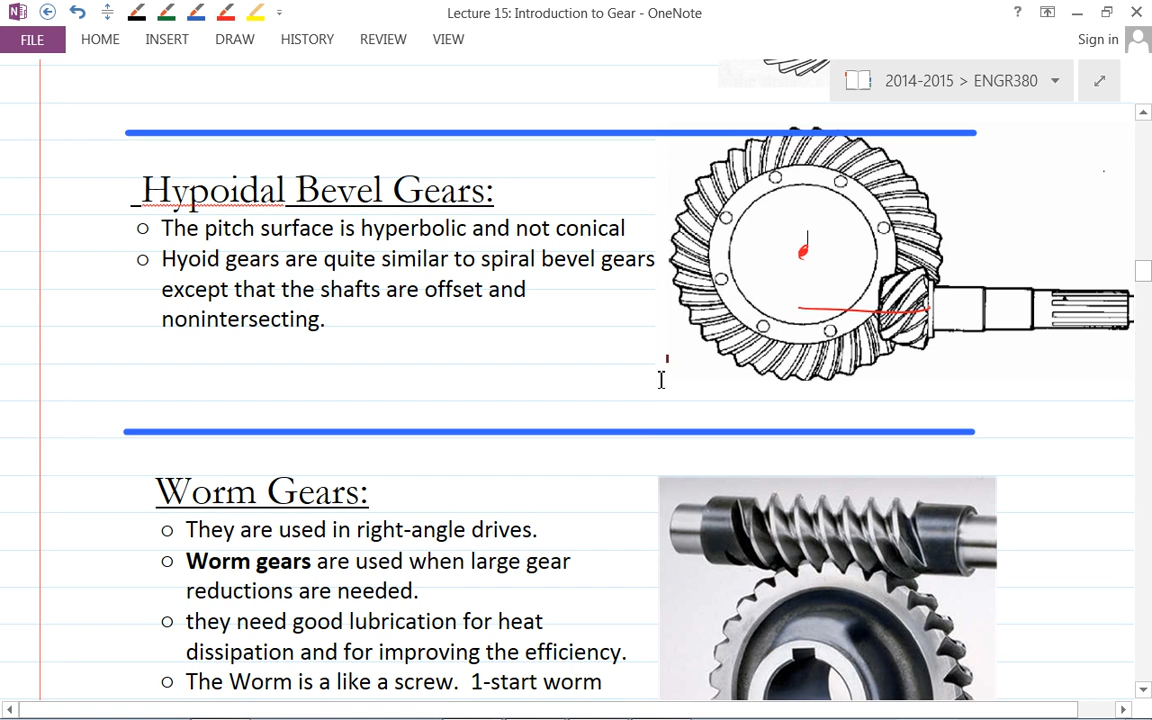 Lecture 15: Introduction to Gear - OneNote
?
FILE HOME INSERT DRAW HISTORY REVIEW VIEW Sign in
2014-2015 > ENGR380
Hypoidal Bevel Gears:
The pitch surface is hyperbolic and not conical
Hyoid gears are quite similar to spiral bevel gears
except that the shafts are offset and
nonintersecting.
Worm Gears:
They are used in right-angle drives.
Worm gears are used when large gear
reductions are needed.
they need good lubrication for heat
dissipation and for improving the efficiency.
The Worm is a like a screw. 1-start worm